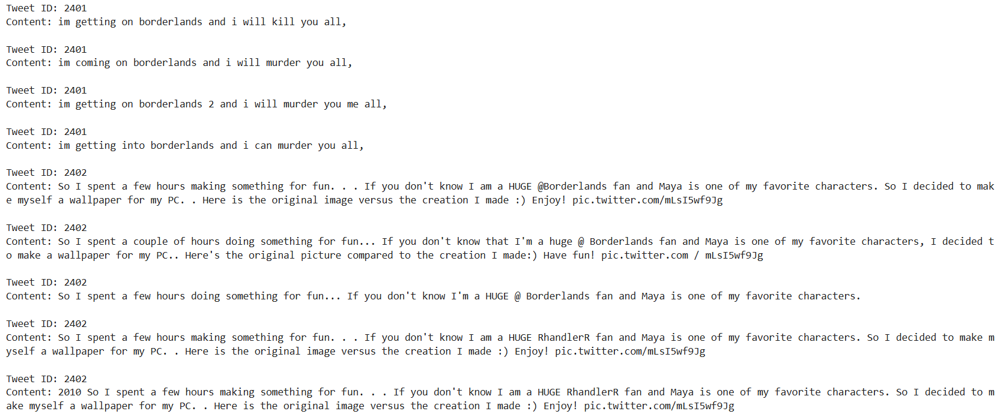 Tweet ID: 2401
Content: im getting on borderlands and i will kill you all,
Tweet ID: 2401
Content: im coming on borderlands and i will murder you all,
Tweet ID: 2401
Content: im getting on borderlands 2 and i will murder you me all,
Tweet ID: 2401
Content: im getting into borderlands and i can murder you all,
Tweet ID: 2402
Content: So I spent a few hours making something for fun. . . If you don't know I am a HUGE @Borderlands fan and Maya is one of my favorite characters. So I decided to mak
e myself a wallpaper for my PC. . Here is the original image versus the creation I made :) Enjoy! pic.twitter.com/mLsI5wf9Jg
Tweet ID: 2402
Content: So I spent a couple of hours doing something for fun... If you don't know that I'm a huge @ Borderlands fan and Maya is one of my favorite characters, I decided t
o make a wallpaper for my PC.. Here's the original picture compared to the creation I made:) Have fun! pic.twitter.com / mLsI5wf9Jg
Tweet ID: 2402
Content: So I spent a few hours doing something for fun... If you don't know I'm a HUGE @ Borderlands fan and Maya is one of my favorite characters.
Tweet ID: 2402
Content: So I spent a few hours making something for fun. . . If you don't know I am a HUGE RhandlerR fan and Maya is one of my favorite characters. So I decided to make m
yself a wallpaper for my PC. . Here is the original image versus the creation I made :) Enjoy! pic.twitter.com/mLsI5wf9Jg
Tweet ID: 2402
Content: 2010 So I spent a few hours making something for fun. . . If you don't know I am a HUGE RhandlerR fan and Maya is one of my favorite characters. So I decided to m
ake myself a wallpaper for my PC. . Here is the original image versus the creation I made :) Enjoy! pic.twitter.com/mLsI5wf9Jg